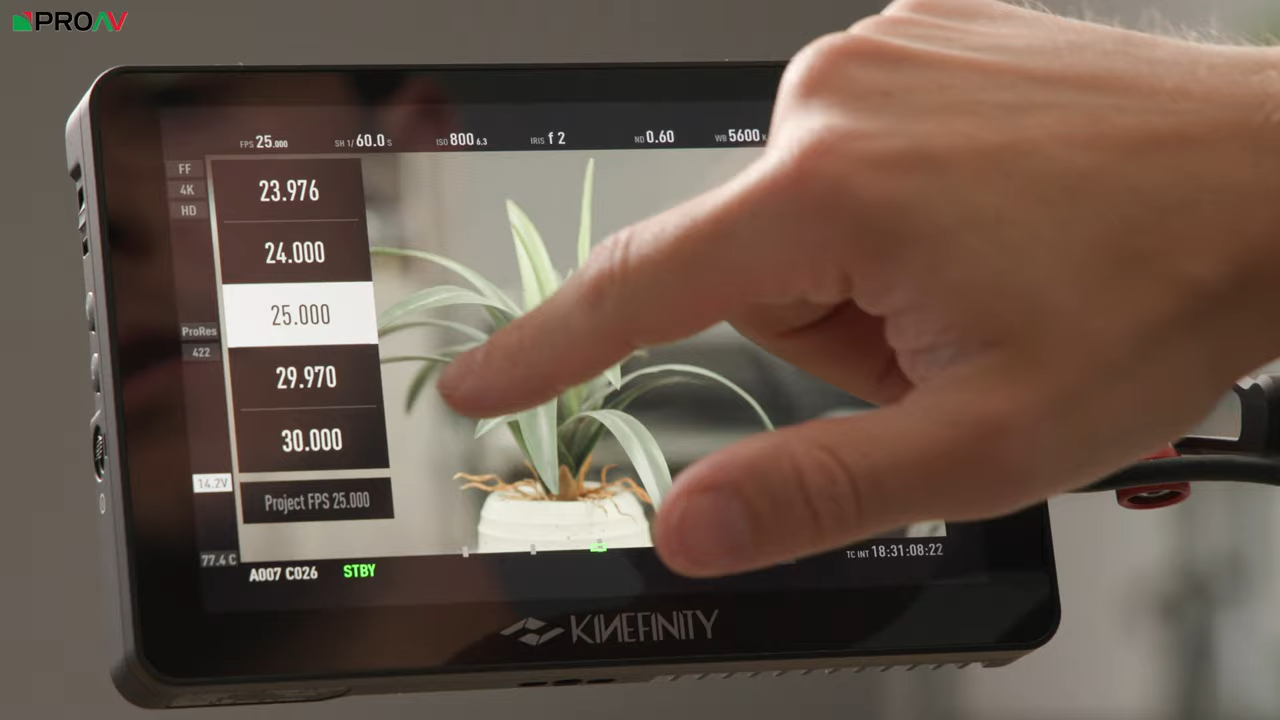 PROAV
FPS 25.000 SH 1/60.0 S ISO 800 6.3 IRIS f 2 ND 0.60 WB 5600 K
FF
4K
HD
23.976
24.000
25.000
29.970
30.000
ProRes
422
14.2V
Project FPS 25.000
77.4 C
A007 C026 STBY
TC INT 18:31:08:22
KINEFINITY